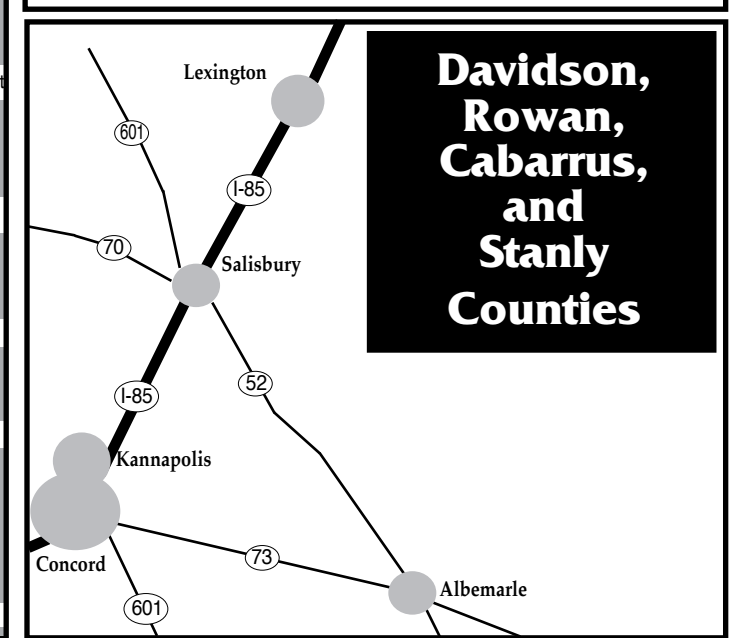 Davidson,
Rowan,
Cabarrus,
and
Stanly
Counties
Lexington
601
I-85
70
Salisbury
52
I-85
Kannapolis
73
Concord
Albemarle
601
t